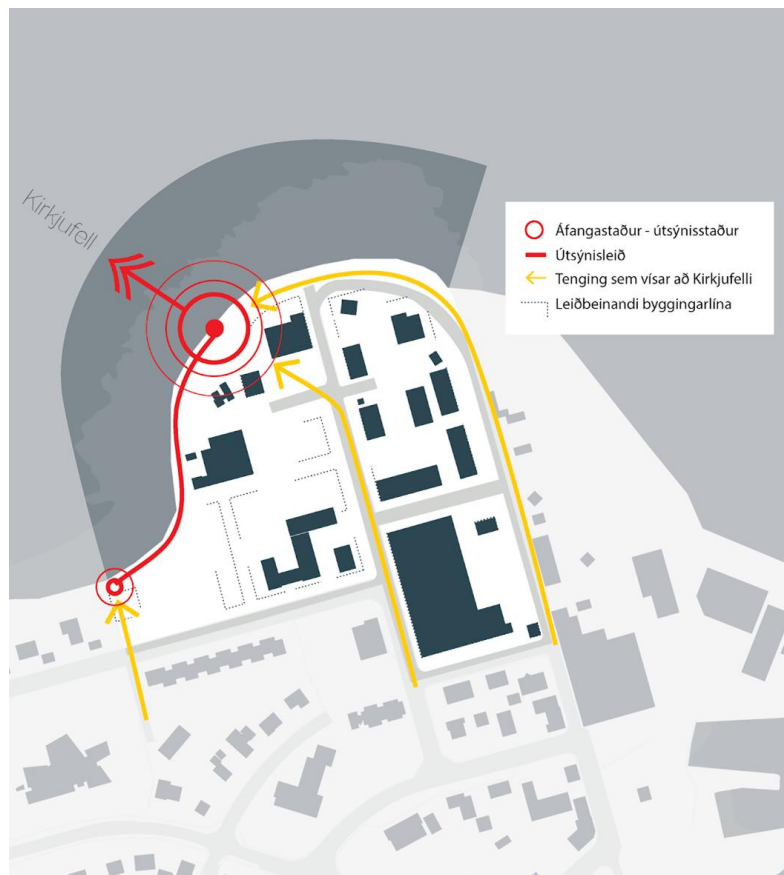 Kirkjufell
Áfangastaður - útsýnisstaður
Útsýnisleið
Tenging sem vísar að Kirkjufelli
Leiðbeinandi byggingarlína